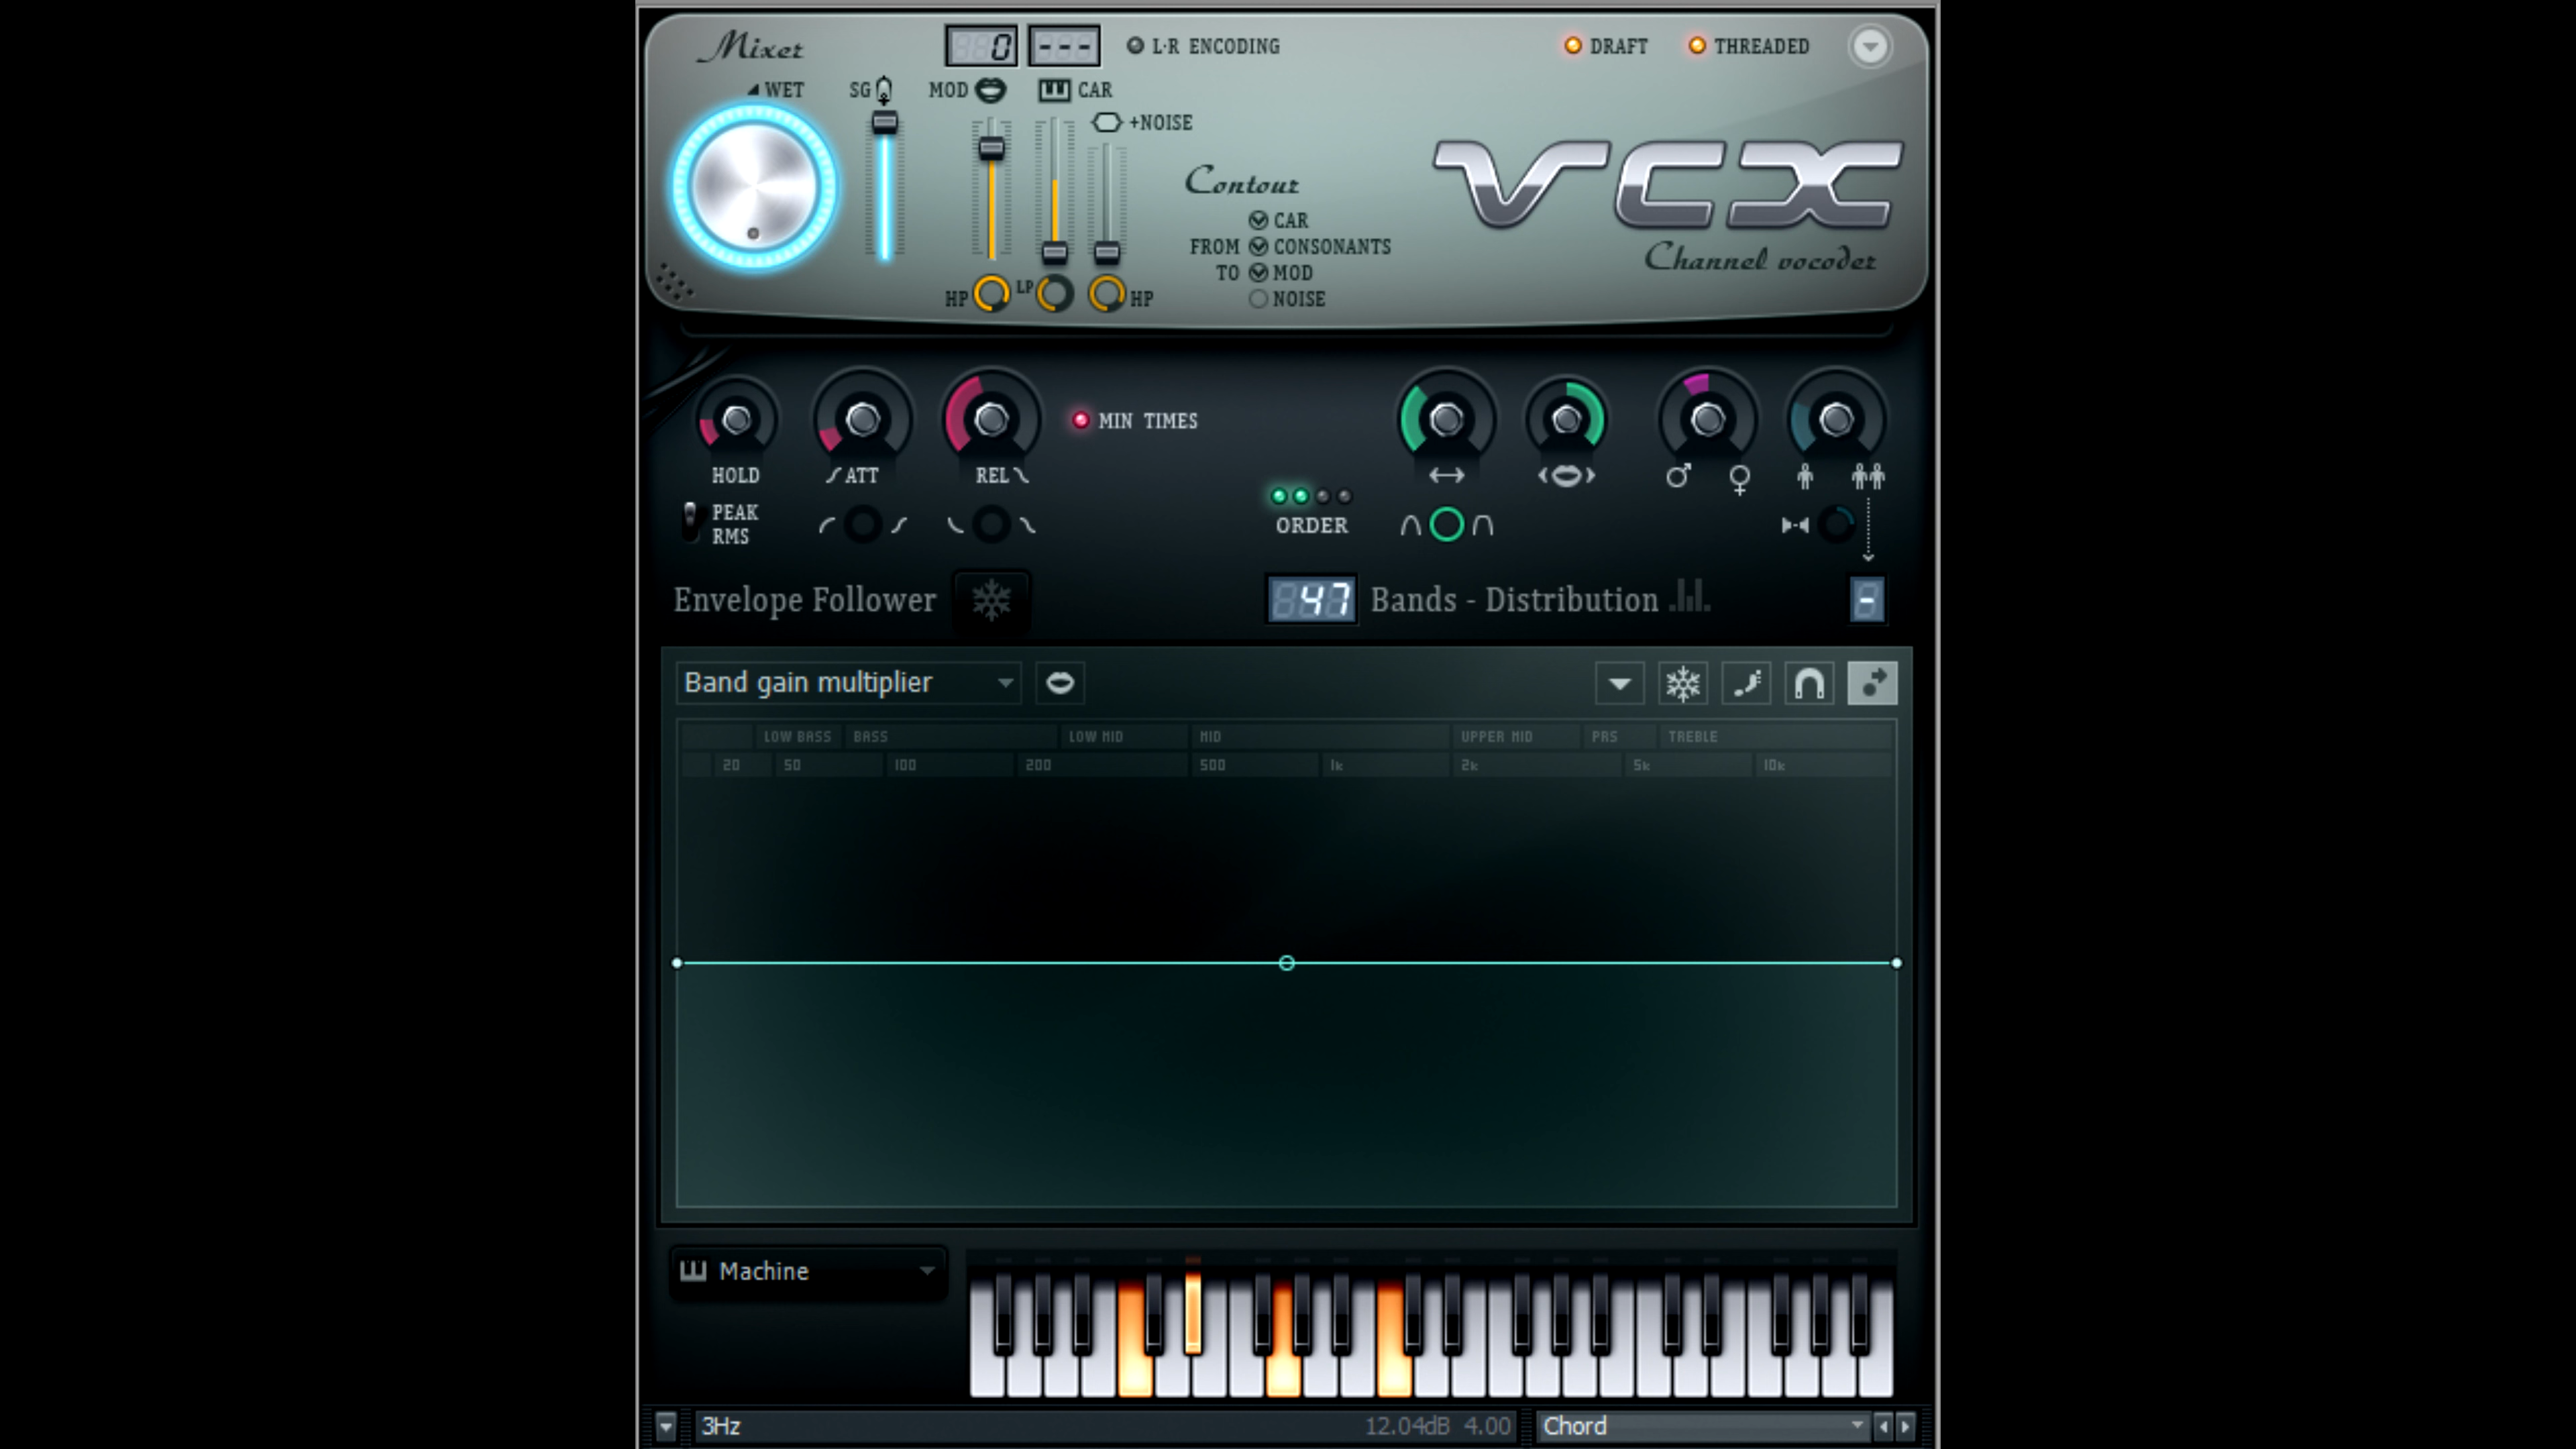 Mixer
0 ---
L·R ENCODING
DRAFT
THREADED
WET
SG
MOD
CAR
+NOISE
HP
LP
HP
Contour
CAR
FROM CONSONANTS
TO MOD
NOISE
VCX
Channel vocoder
HOLD
ATT
REL
MIN TIMES
PEAK
RMS
ORDER
Envelope Follower
47 Bands - Distribution
-
Band gain multiplier
LOW BASS BASS LOW MID MID UPPER MID PRS TREBLE
20 50 100 200 500 1k 2k 5k 10k
Machine
3Hz 12.04dB 4.00 Chord